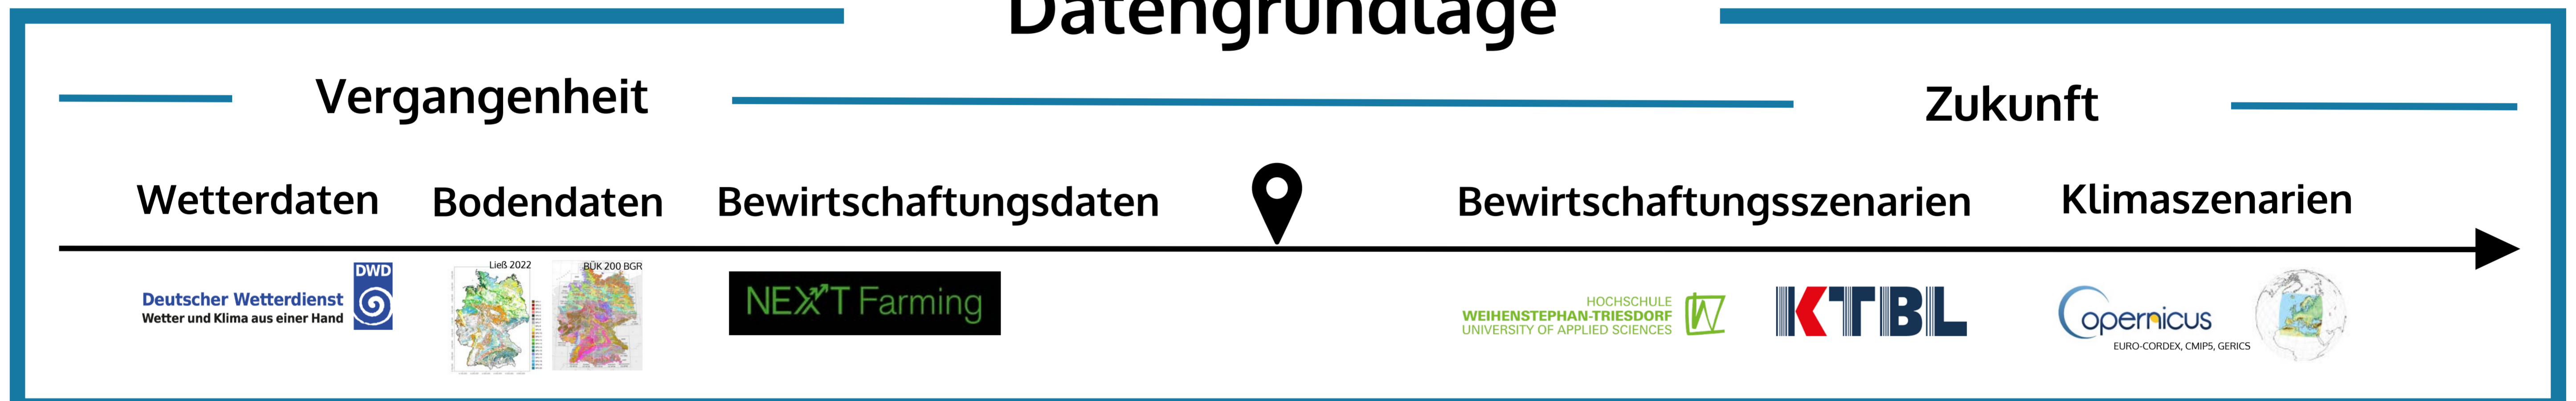 Datengrundlage
Vergangenheit
Zukunft
Wetterdaten
Bodendaten
Bewirtschaftungsdaten
Bewirtschaftungsszenarien
Klimaszenarien
Deutscher Wetterdienst
Wetter und Klima aus einer Hand
DWD
Ließ 2022
BÜK 200 BGR
NEXT Farming
HOCHSCHULE
WEIHENSTEPHAN-TRIESDORF
UNIVERSITY OF APPLIED SCIENCES
KTBL
Copernicus
EURO-CORDEX, CMIP5, GERICS